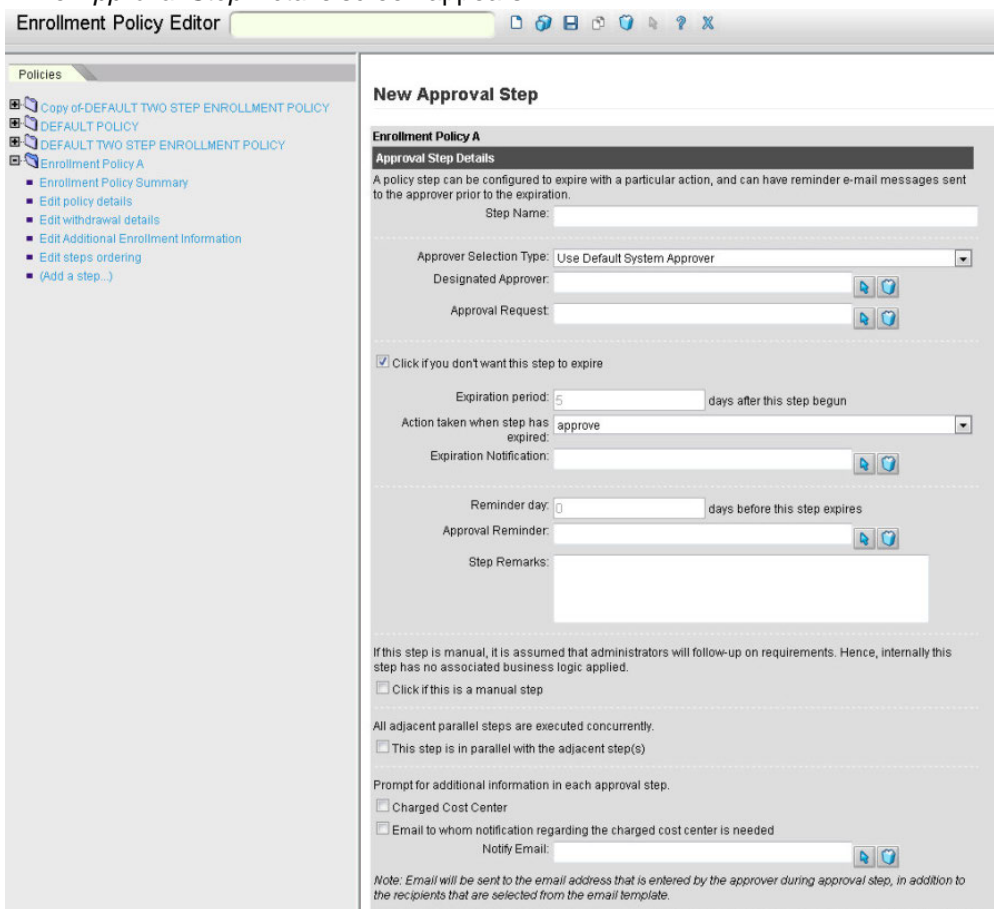 Enrollment Policy Editor
Policies
Copy of-DEFAULT TWO STEP ENROLLMENT POLICY
DEFAULT POLICY
DEFAULT TWO STEP ENROLLMENT POLICY
Enrollment Policy A
Enrollment Policy Summary
Edit policy details
Edit withdrawal details
Edit Additional Enrollment Information
Edit steps ordering
(Add a step...)
New Approval Step
Enrollment Policy A
Approval Step Details
A policy step can be configured to expire with a particular action, and can have reminder e-mail messages sent
to the approver prior to the expiration.
Step Name:
Approver Selection Type: Use Default System Approver
Designated Approver:
Approval Request:
Click if you don't want this step to expire
Expiration period: 5 days after this step begun
Action taken when step has approve
expired:
Expiration Notification:
Reminder day: 0 days before this step expires
Approval Reminder:
Step Remarks:
If this step is manual, it is assumed that administrators will follow-up on requirements. Hence, internally this
step has no associated business logic applied.
Click if this is a manual step
All adjacent parallel steps are executed concurrently.
This step is in parallel with the adjacent step(s)
Prompt for additional information in each approval step.
Charged Cost Center
Email to whom notification regarding the charged cost center is needed
Notify Email:
Note: Email will be sent to the email address that is entered by the approver during approval step, in addition to
the recipients that are selected from the email template.